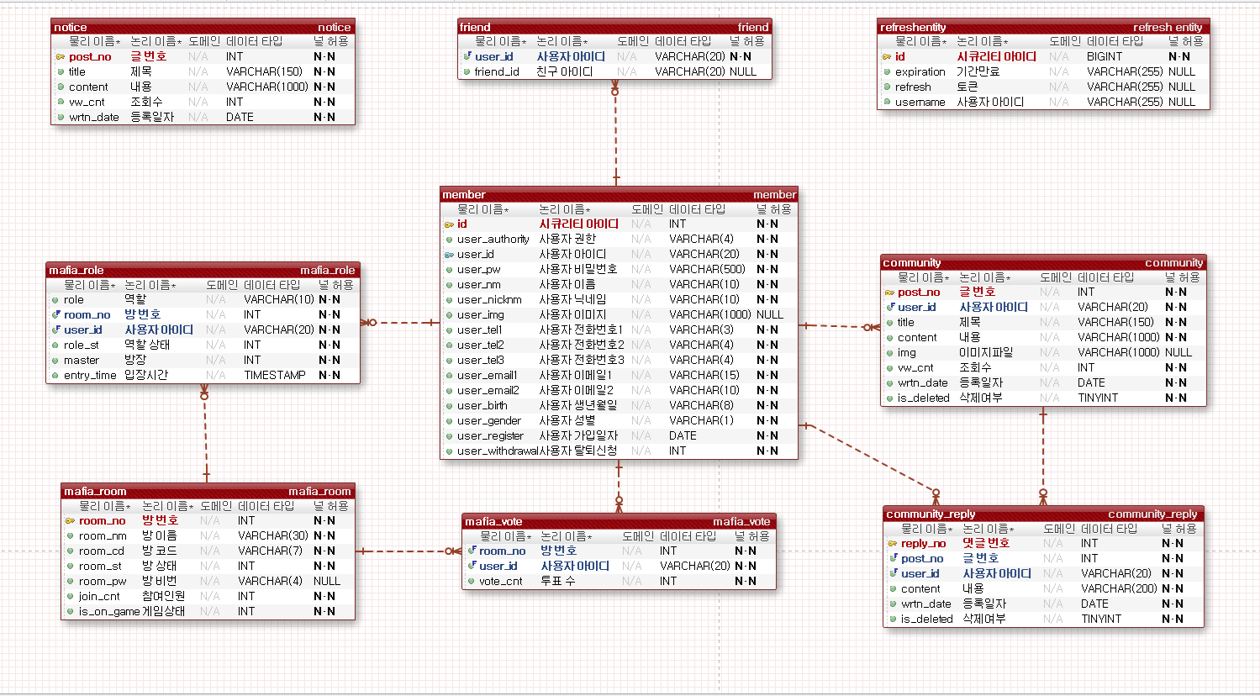 notice notice
물리 이름* 논리 이름* 도메인 데이터 타입 널 허용
post_no 글 번호 N/A INT N·N
title 제목 N/A VARCHAR(150) N·N
content 내용 N/A VARCHAR(1000) N·N
vw_cnt 조회수 N/A INT N·N
wrtn_date 등록일자 N/A DATE N·N
friend friend
물리 이름* 논리 이름* 도메인 데이터 타입 널 허용
user_id 사용자 아이디 N/A VARCHAR(20) N·N
friend_id 친구 아이디 N/A VARCHAR(20) NULL
refreshentity refresh entity
물리 이름* 논리 이름* 도메인 데이터 타입 널 허용
id 시큐리티 아이디 N/A BIGINT N·N
expiration 기간만료 N/A VARCHAR(255) NULL
refresh 토큰 N/A VARCHAR(255) NULL
username 사용자 아이디 N/A VARCHAR(255) NULL
member member
물리 이름* 논리 이름* 도메인 데이터 타입 널 허용
id 시큐리티 아이디 N/A INT N·N
user_authority 사용자 권한 N/A VARCHAR(4) N·N
user_id 사용자 아이디 N/A VARCHAR(20) N·N
user_pw 사용자 비밀번호 N/A VARCHAR(500) N·N
user_nm 사용자 이름 N/A VARCHAR(10) N·N
user_nicknm 사용자 닉네임 N/A VARCHAR(10) N·N
user_img 사용자 이미지 N/A VARCHAR(1000) NULL
user_tel1 사용자 전화번호1 N/A VARCHAR(3) N·N
user_tel2 사용자 전화번호2 N/A VARCHAR(4) N·N
user_tel3 사용자 전화번호3 N/A VARCHAR(4) N·N
user_email1 사용자 이메일1 N/A VARCHAR(15) N·N
user_email2 사용자 이메일2 N/A VARCHAR(10) N·N
user_birth 사용자 생년월일 N/A VARCHAR(8) N·N
user_gender 사용자 성별 N/A VARCHAR(1) N·N
user_register 사용자 가입일자 N/A DATE N·N
user_withdrawal 사용자 탈퇴신청 N/A INT N·N
mafia_role mafia_role
물리 이름* 논리 이름* 도메인 데이터 타입 널 허용
role 역할 N/A VARCHAR(10) N·N
room_no 방 번호 N/A INT N·N
user_id 사용자 아이디 N/A VARCHAR(20) N·N
role_st 역할 상태 N/A INT N·N
master 방장 N/A INT N·N
entry_time 입장시간 N/A TIMESTAMP N·N
community community
물리 이름* 논리 이름* 도메인 데이터 타입 널 허용
post_no 글 번호 N/A INT N·N
user_id 사용자 아이디 N/A VARCHAR(20) N·N
title 제목 N/A VARCHAR(150) N·N
content 내용 N/A VARCHAR(1000) N·N
img 이미지파일 N/A VARCHAR(1000) NULL
vw_cnt 조회수 N/A INT N·N
wrtn_date 등록일자 N/A DATE N·N
is_deleted 삭제여부 N/A TINYINT N·N
mafia_room mafia_room
물리 이름* 논리 이름* 도메인 데이터 타입 널 허용
room_no 방 번호 N/A INT N·N
room_nm 방 이름 N/A VARCHAR(30) N·N
room_cd 방 코드 N/A VARCHAR(7) N·N
room_st 방 상태 N/A INT N·N
room_pw 방 비번 N/A VARCHAR(4) NULL
join_cnt 참여인원 N/A INT N·N
is_on_game 게임상태 N/A INT N·N
mafia_vote mafia_vote
물리 이름* 논리 이름* 도메인 데이터 타입 널 허용
room_no 방 번호 N/A INT N·N
user_id 사용자 아이디 N/A VARCHAR(20) N·N
vote_cnt 투표 수 N/A INT N·N
community_reply community_reply
물리 이름* 논리 이름* 도메인 데이터 타입 널 허용
reply_no 댓글 번호 N/A INT N·N
post_no 글 번호 N/A INT N·N
user_id 사용자 아이디 N/A VARCHAR(20) N·N
content 내용 N/A VARCHAR(200) N·N
wrtn_date 등록일자 N/A DATE N·N
is_deleted 삭제여부 N/A TINYINT N·N